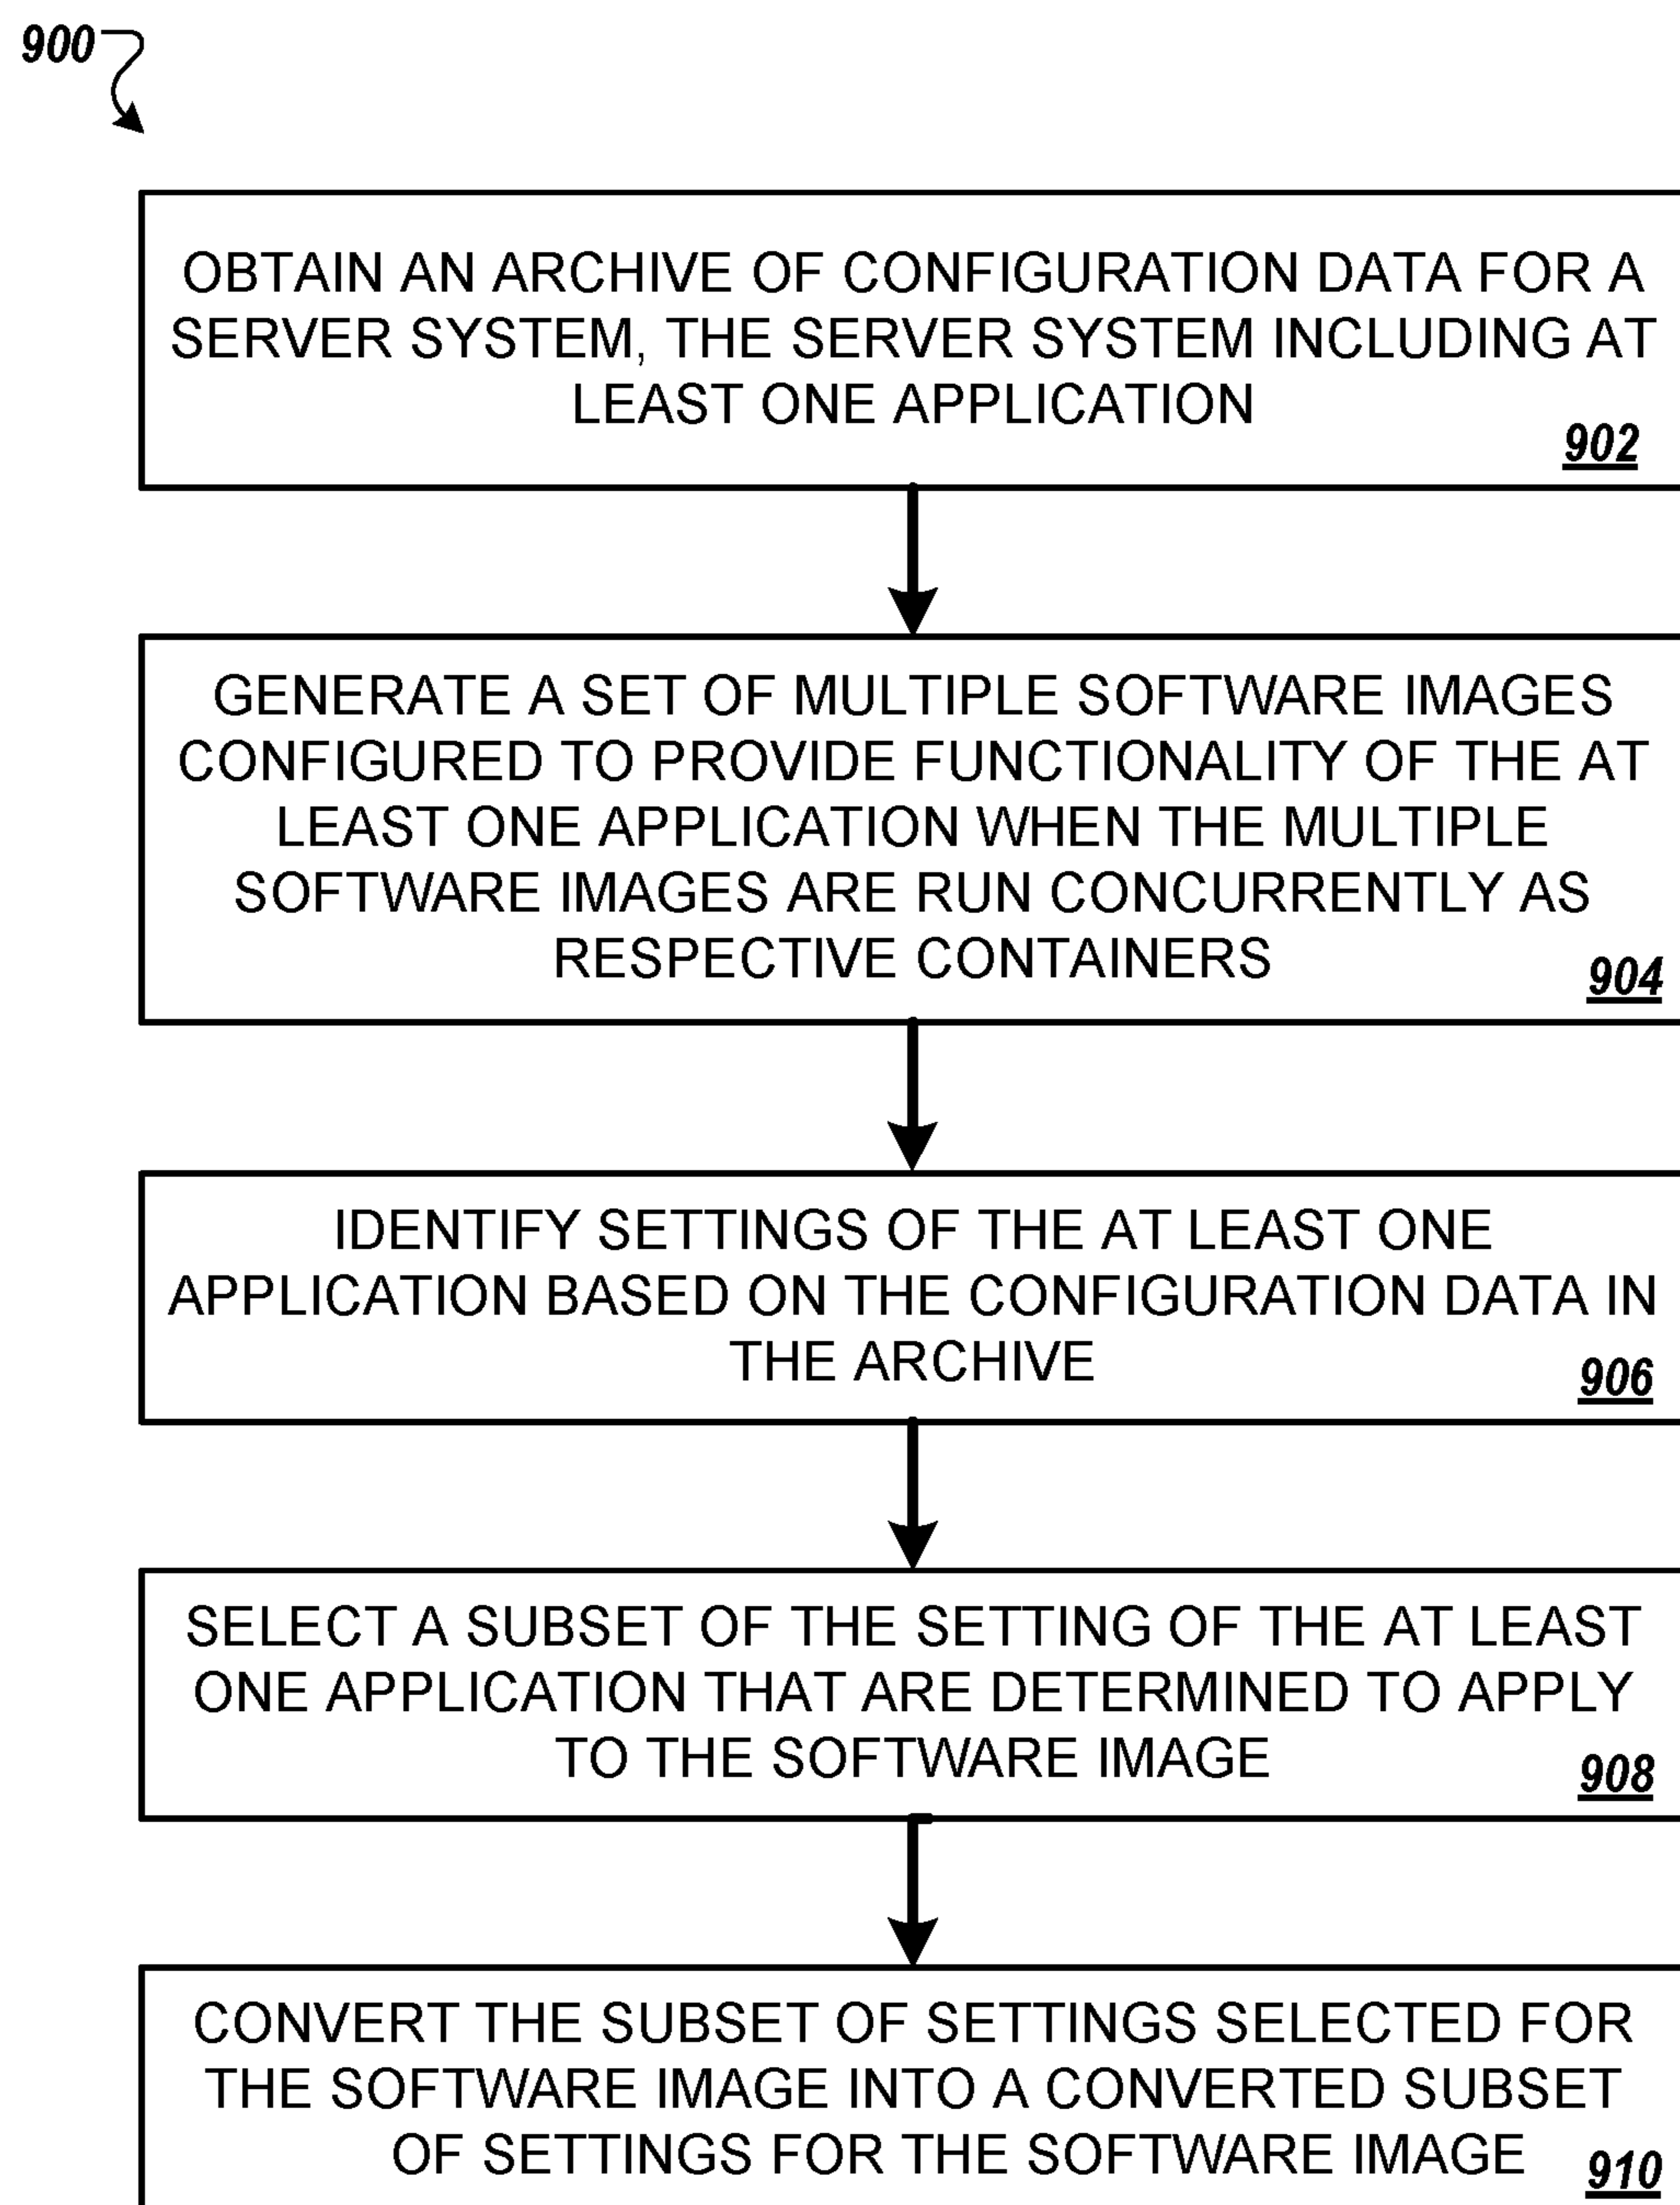 900
OBTAIN AN ARCHIVE OF CONFIGURATION DATA FOR A
SERVER SYSTEM, THE SERVER SYSTEM INCLUDING AT
LEAST ONE APPLICATION
902
GENERATE A SET OF MULTIPLE SOFTWARE IMAGES
CONFIGURED TO PROVIDE FUNCTIONALITY OF THE AT
LEAST ONE APPLICATION WHEN THE MULTIPLE
SOFTWARE IMAGES ARE RUN CONCURRENTLY AS
RESPECTIVE CONTAINERS
904
IDENTIFY SETTINGS OF THE AT LEAST ONE
APPLICATION BASED ON THE CONFIGURATION DATA IN
THE ARCHIVE
906
SELECT A SUBSET OF THE SETTING OF THE AT LEAST
ONE APPLICATION THAT ARE DETERMINED TO APPLY
TO THE SOFTWARE IMAGE
908
CONVERT THE SUBSET OF SETTINGS SELECTED FOR
THE SOFTWARE IMAGE INTO A CONVERTED SUBSET
OF SETTINGS FOR THE SOFTWARE IMAGE
910